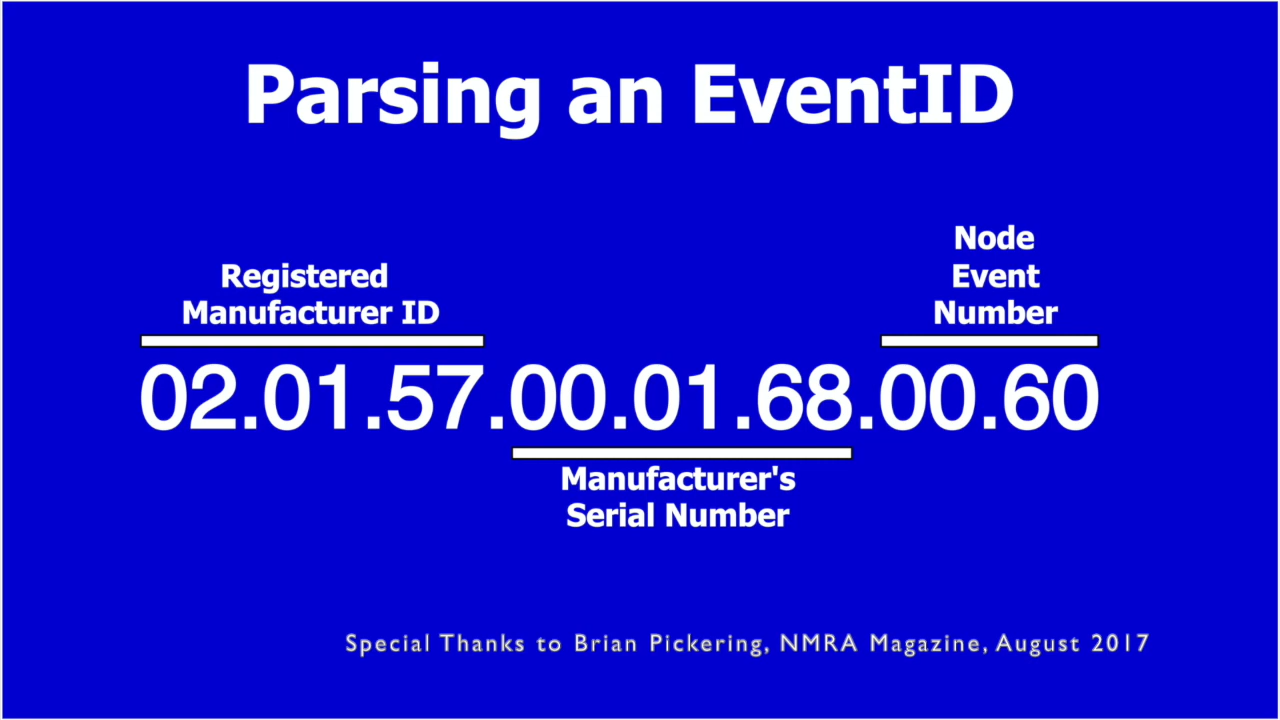 Parsing an EventID
Node
Event
Number
Registered
Manufacturer ID
02.01.57.00.01.68.00.60
Manufacturer's
Serial Number
Special Thanks to Brian Pickering, NMRA Magazine, August 2017